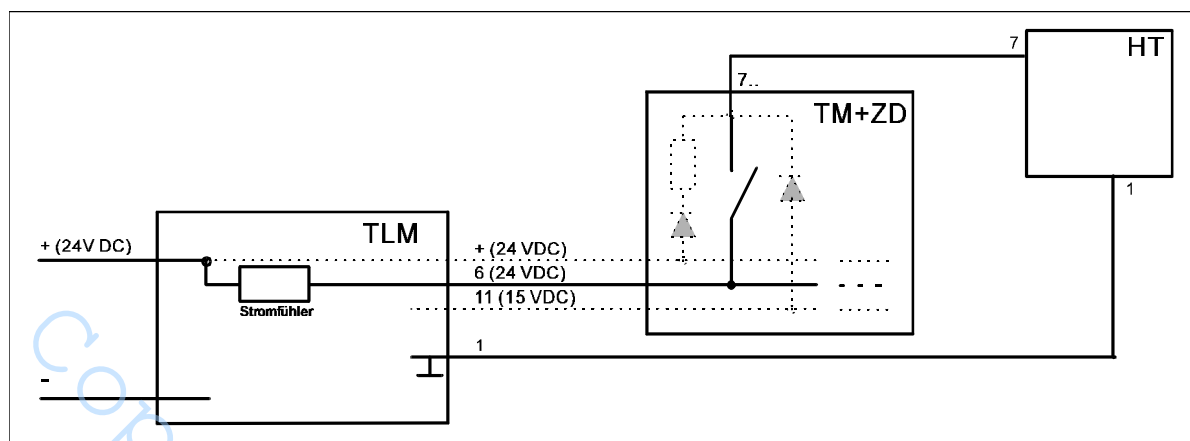 7
HT
7..
TM+ZD
1
TLM
+ (24V DC)
+ (24 VDC)
6 (24 VDC)
Stromfühler
11 (15 VDC)
1
-
Cop